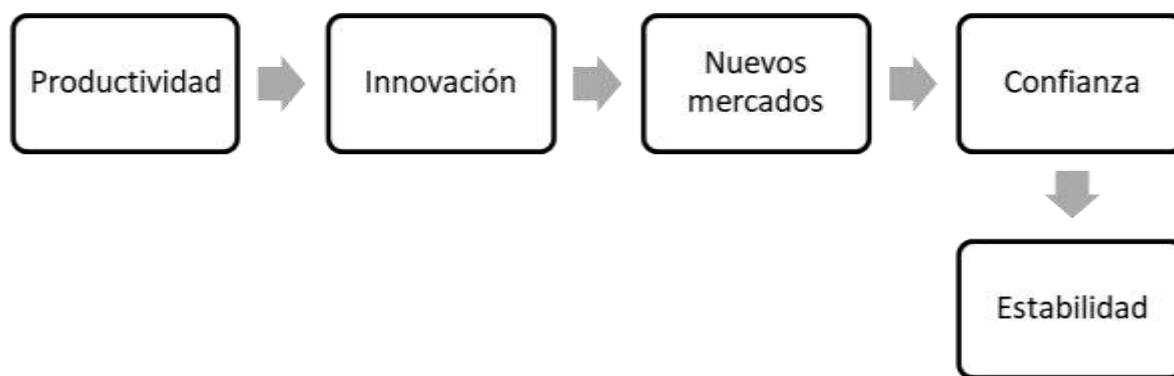 Productividad
Innovación
Nuevos
mercados
Confianza
Estabilidad